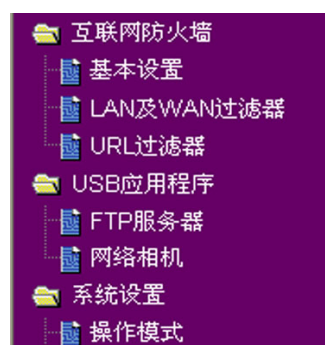 互联网防火墙
基本设置
LAN及WAN过滤器
URL过滤器
USB应用程序
FTP服务器
网络相机
系统设置
操作模式